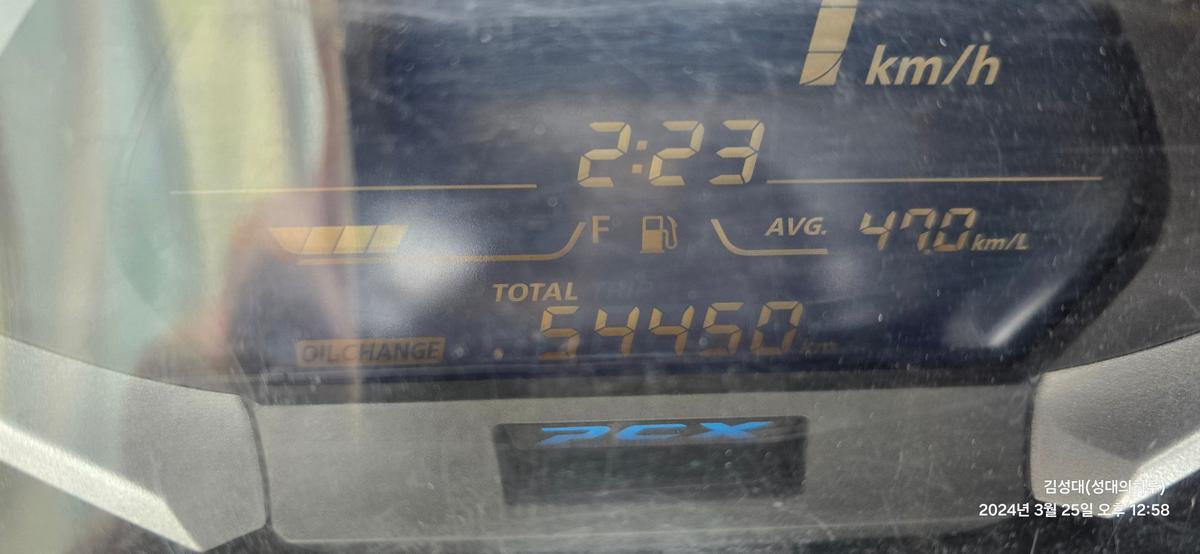 km/h
2:23
F AVG. 47.0 km/L
TOTAL TRIP
OIL CHANGE 54450 km
PCX
김성대(성대의하루)
2024년 3월 25일 오후 12:58